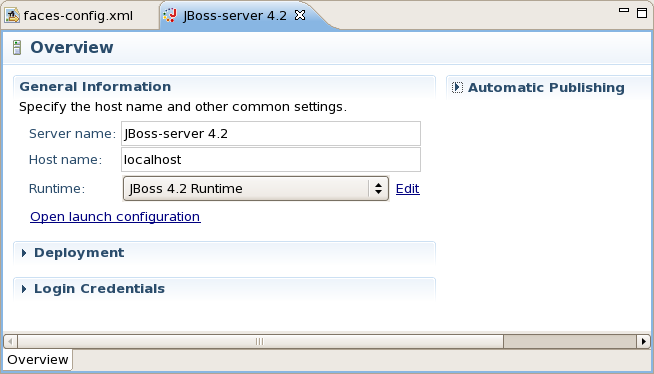 faces-config.xml
JBoss-server 4.2
Overview
General Information
Specify the host name and other common settings.
Server name: JBoss-server 4.2
Host name: localhost
Runtime: JBoss 4.2 Runtime Edit
Open launch configuration
Deployment
Login Credentials
Automatic Publishing
Overview